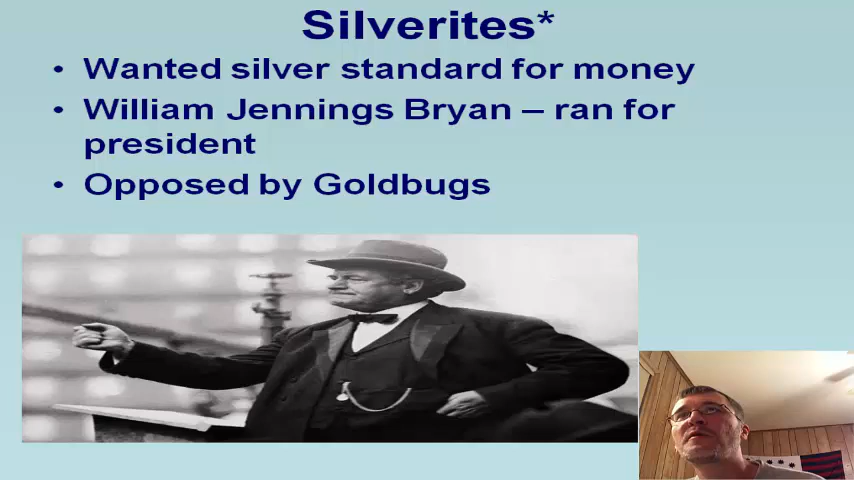 Silverites*
• Wanted silver standard for money
• William Jennings Bryan – ran for
president
• Opposed by Goldbugs